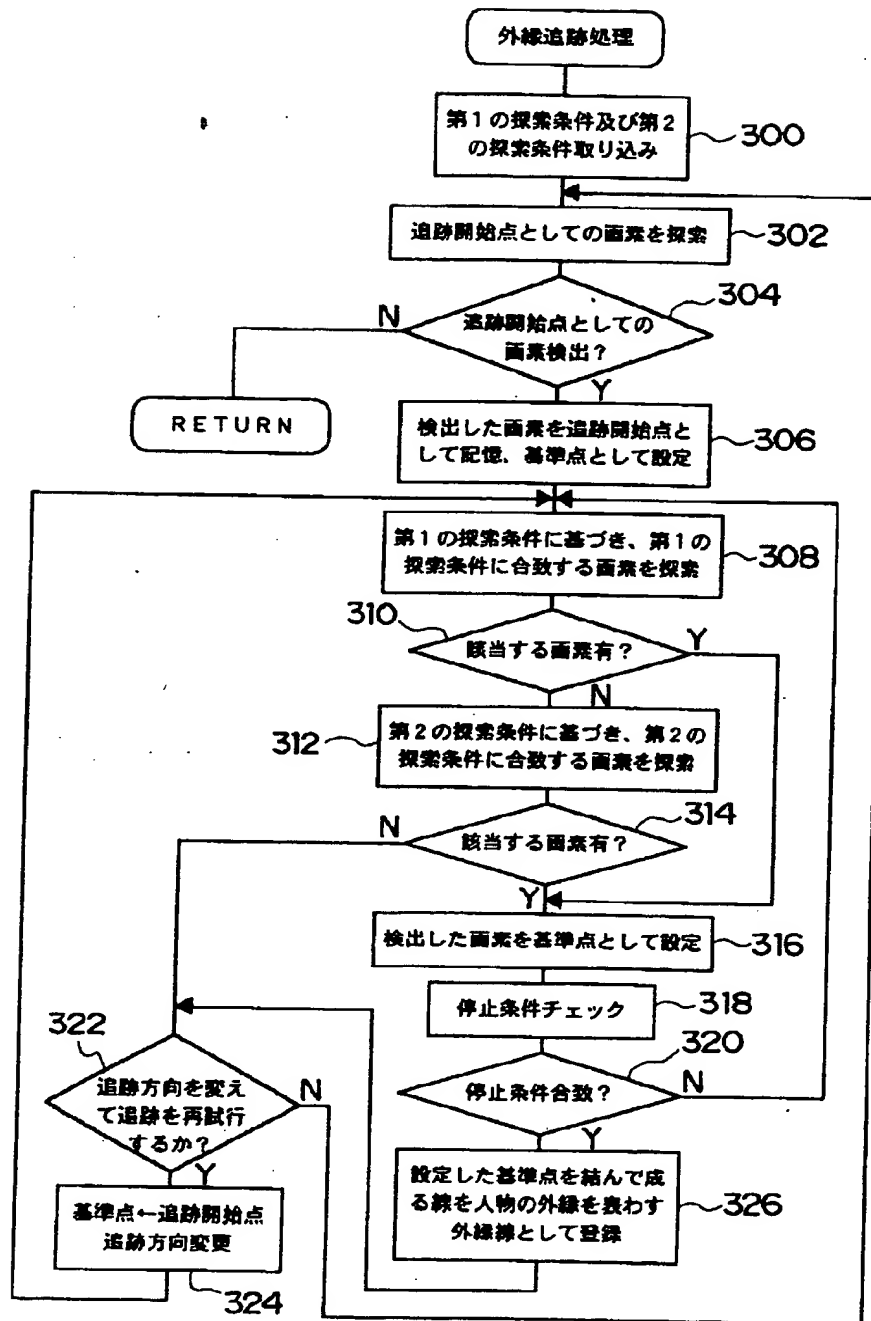 外縁追跡処理
第1の探索条件及び第2
の探索条件取り込み
300
追跡開始点としての画素を探索
302
304
追跡開始点としての
画素検出?
N
Y
RETURN
検出した画素を追跡開始点と
して記憶、基準点として設定
306
第1の探索条件に基づき、第1の
探索条件に合致する画素を探索
308
310
該当する画素有?
Y
N
312
第2の探索条件に基づき、第2の
探索条件に合致する画素を探索
314
N
該当する画素有?
Y
検出した画素を基準点として設定
316
停止条件チェック
318
320
停止条件合致?
N
Y
322
追跡方向を変え
て追跡を再試行
するか?
N
Y
設定した基準点を結んで成
る線を人物の外縁を表わす
外縁線として登録
326
基準点←追跡開始点
追跡方向変更
324